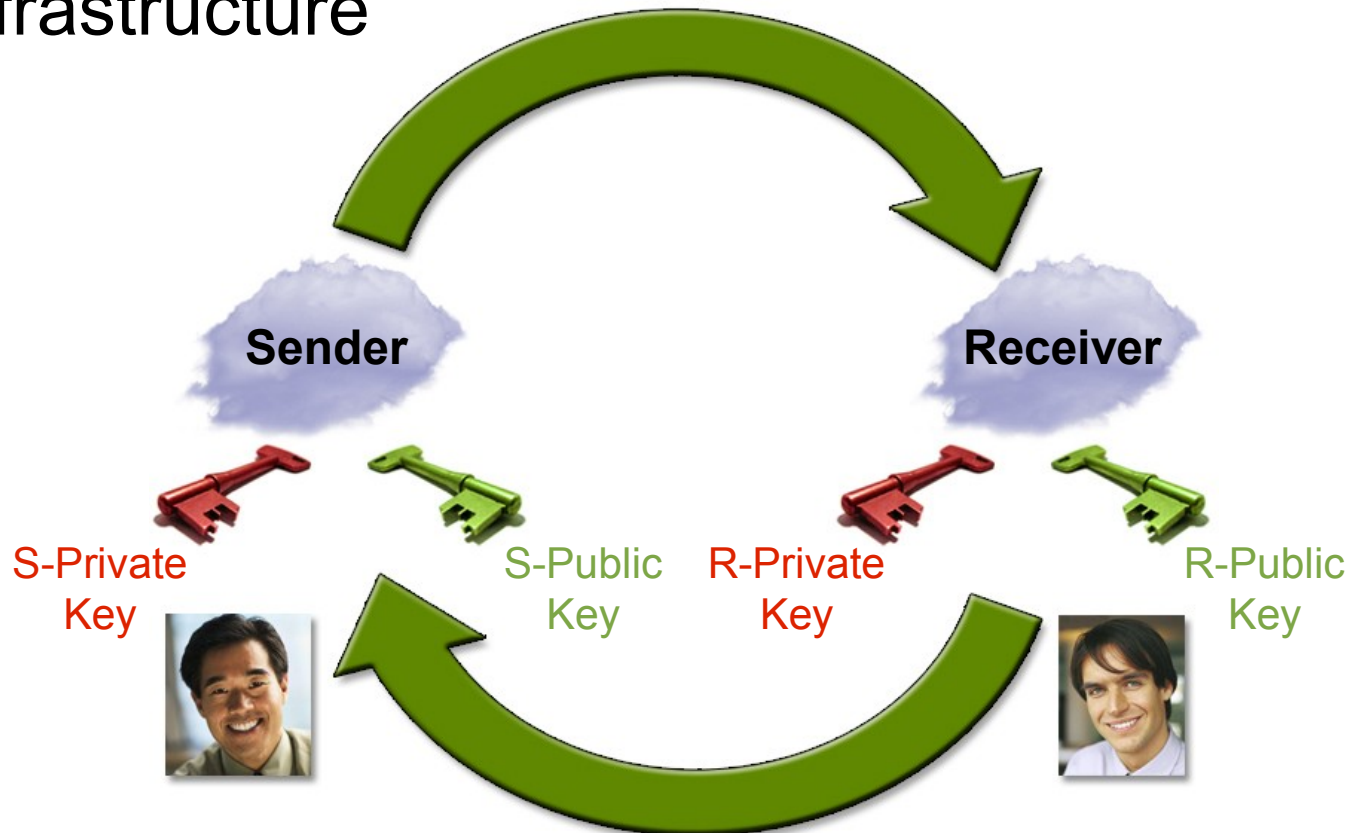 frastructure
Sender
Receiver
S-Private
Key
S-Public
Key
R-Private
Key
R-Public
Key